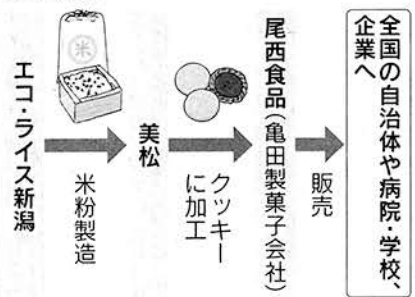 米
エコ・ライス新潟
米粉製造
美松
クッキー
に加工
尾西食品(亀田製菓子会社)
販売
全国の自治体や病院・学校、
企業へ